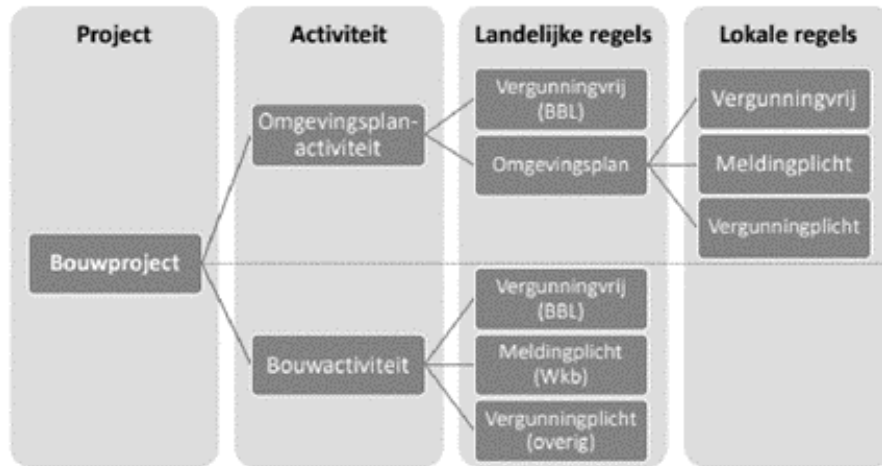 Project
Activiteit
Landelijke regels
Lokale regels
Bouwproject
Omgevingsplan-
activiteit
Bouwactiviteit
Vergunningvrij
(BBL)
Omgevingsplan
Vergunningvrij
(BBL)
Meldingplicht
(Wkb)
Vergunningplicht
(overig)
Vergunningvrij
Meldingplicht
Vergunningplicht